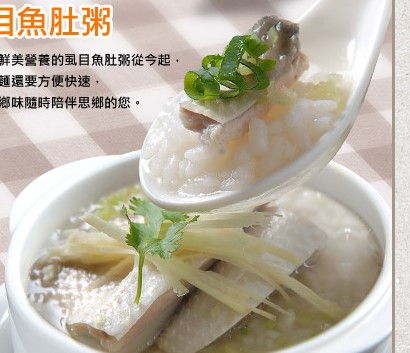 目魚肚粥
鮮美營養的虱目魚肚粥從今起，
麵還要方便快速，
鄉味隨時陪伴思鄉的您。